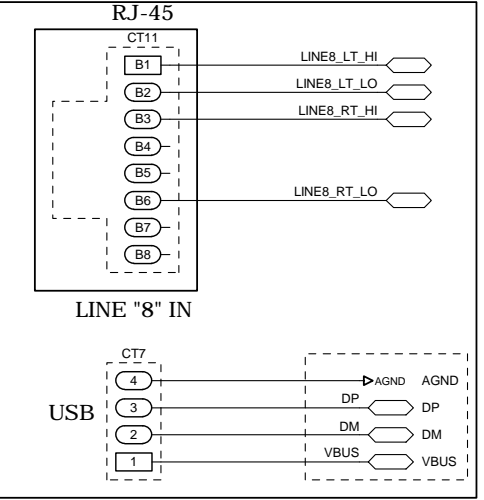 RJ-45
CT11
B1 LINE8_LT_HI
B2 LINE8_LT_LO
B3 LINE8_RT_HI
B4
B5
B6 LINE8_RT_LO
B7
B8
LINE "8" IN
CT7
4 AGND AGND
USB 3 DP DP
2 DM DM
1 VBUS VBUS